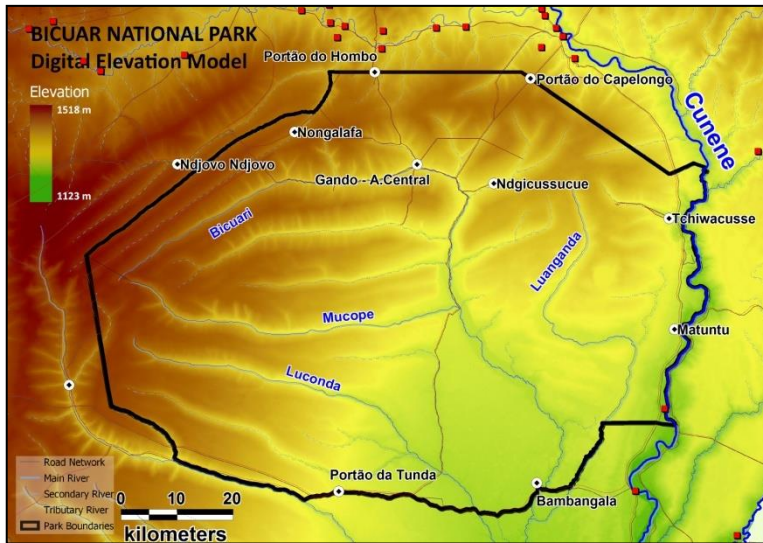 BICUAR NATIONAL PARK
Digital Elevation Model
Elevation
1518 m
1123 m
Portão do Hombo
Portão do Capelongo
Cunene
Nongalafa
Ndjovo Ndjovo
Gando - A.Central
Ndgicussucue
Tchiwacusse
Bicuari
Luanganda
Mucope
Matuntu
Luconda
Portão da Tunda
Bambangala
Road Network
Main River
Secondary River
Tributary River
Park Boundaries
0 10 20
kilometers